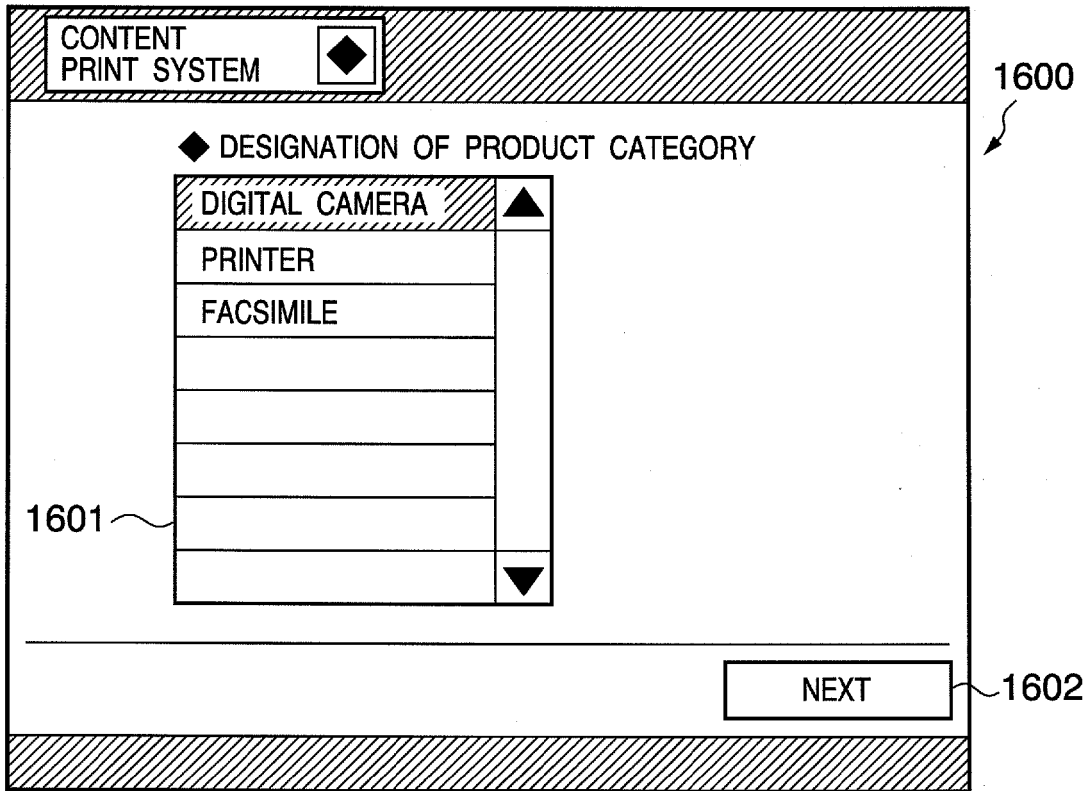 CONTENT
PRINT SYSTEM
1600
◆ DESIGNATION OF PRODUCT CATEGORY
DIGITAL CAMERA
PRINTER
FACSIMILE
1601
NEXT
1602